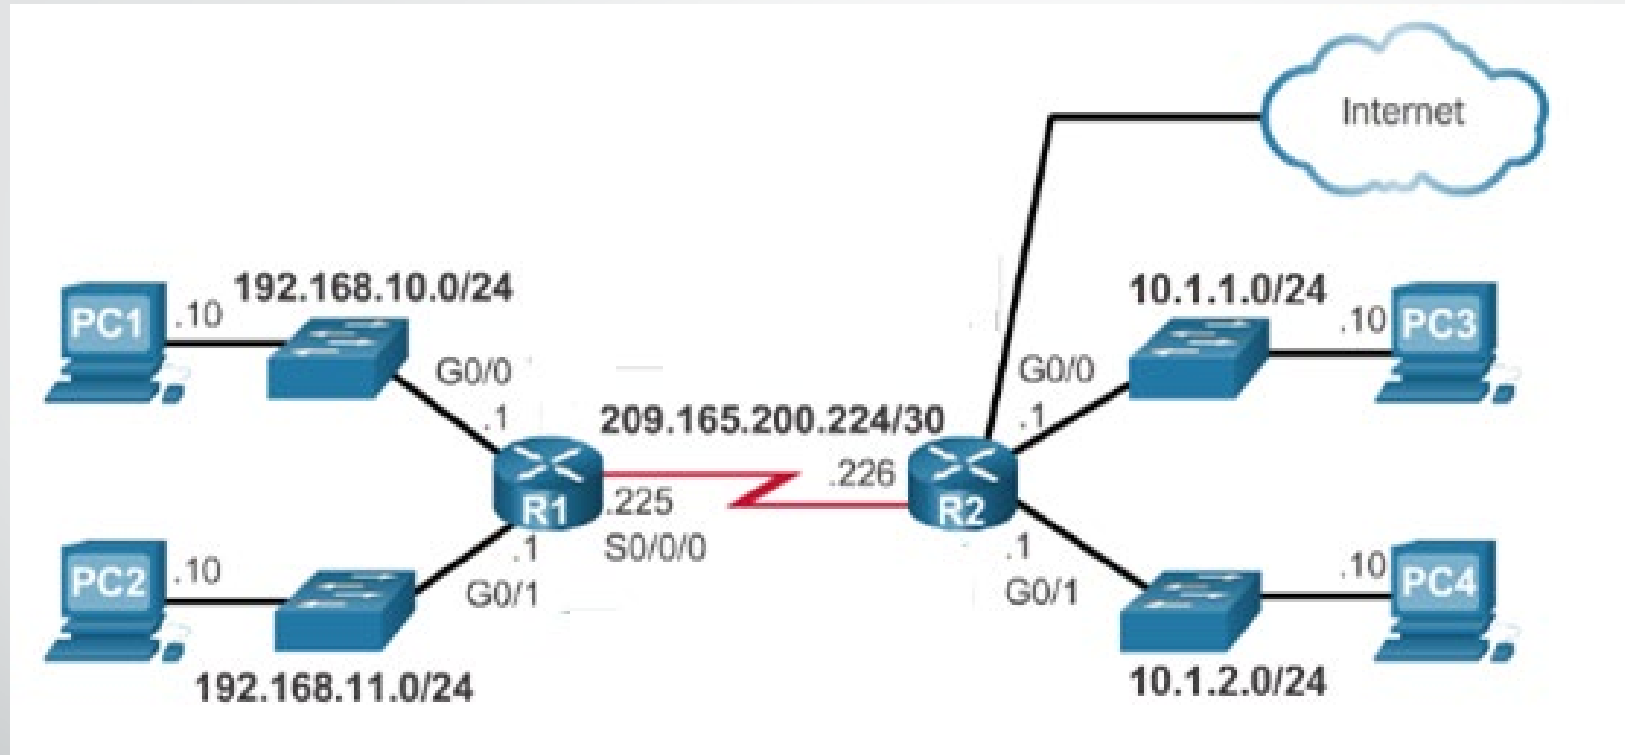 Internet
192.168.10.0/24
10.1.1.0/24
PC1
.10
.10
PC3
G0/0
G0/0
.1
209.165.200.224/30
.1
.226
R1
.225
R2
.1
S0/0/0
.1
PC2
.10
G0/1
G0/1
.10
PC4
192.168.11.0/24
10.1.2.0/24